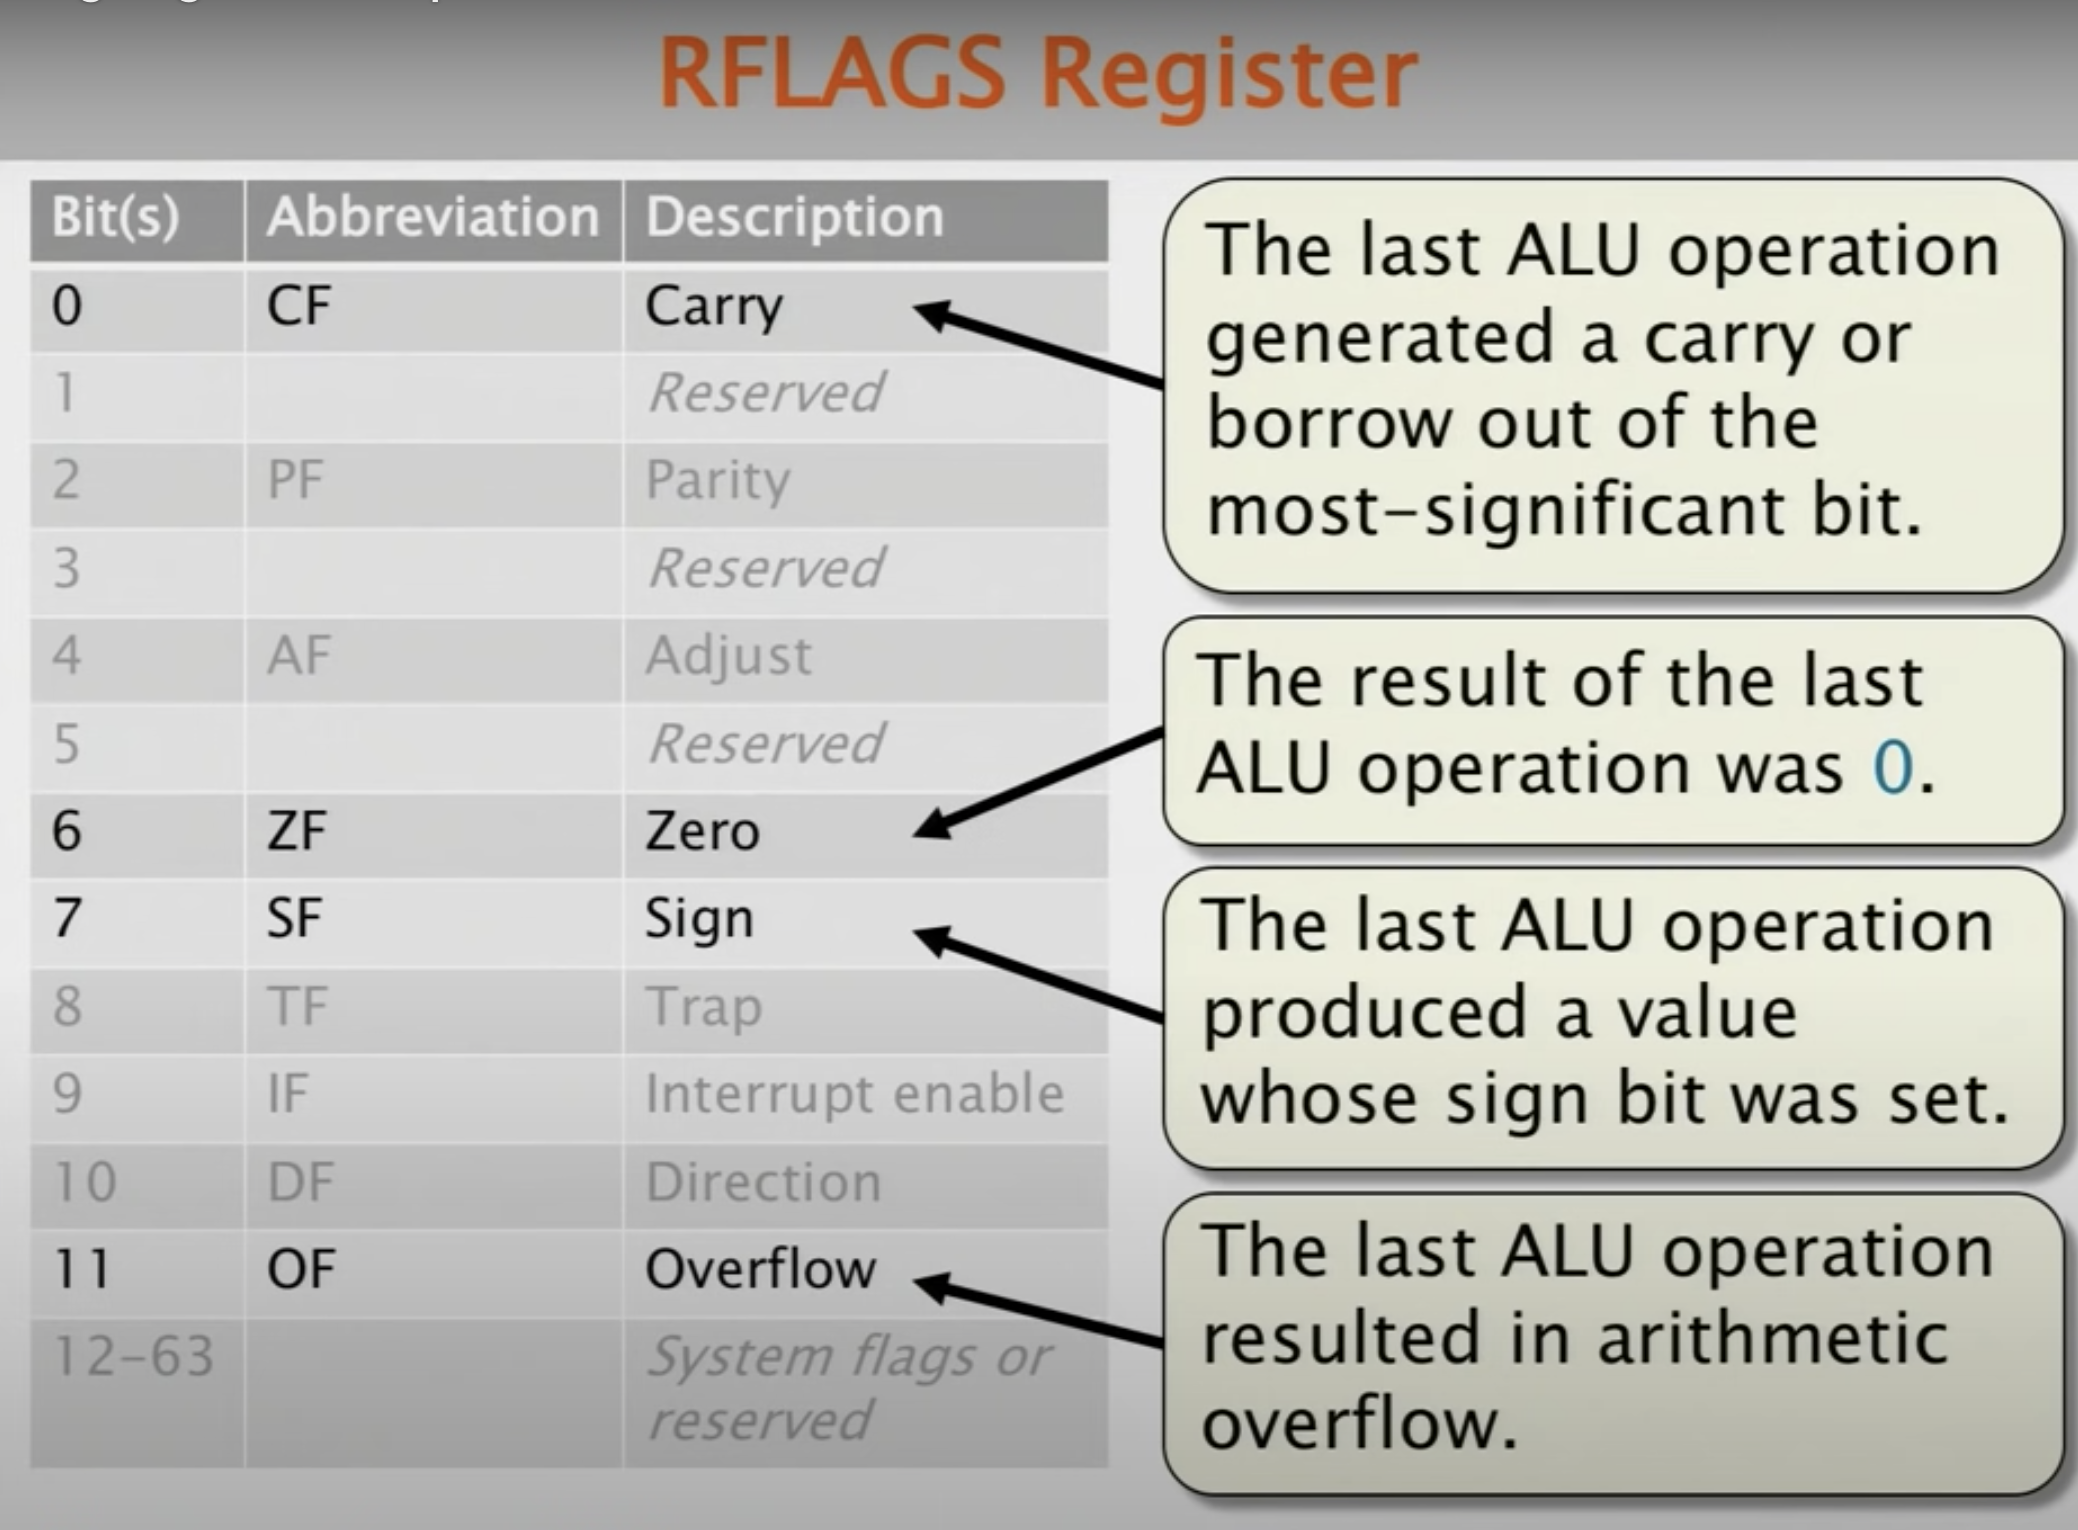 RFLAGS Register
Bit(s) Abbreviation Description
0 CF Carry
1 Reserved
2 PF Parity
3 Reserved
4 AF Adjust
5 Reserved
6 ZF Zero
7 SF Sign
8 TF Trap
9 IF Interrupt enable
10 DF Direction
11 OF Overflow
12–63 System flags or
reserved
The last ALU operation
generated a carry or
borrow out of the
most–significant bit.
The result of the last
ALU operation was 0.
The last ALU operation
produced a value
whose sign bit was set.
The last ALU operation
resulted in arithmetic
overflow.